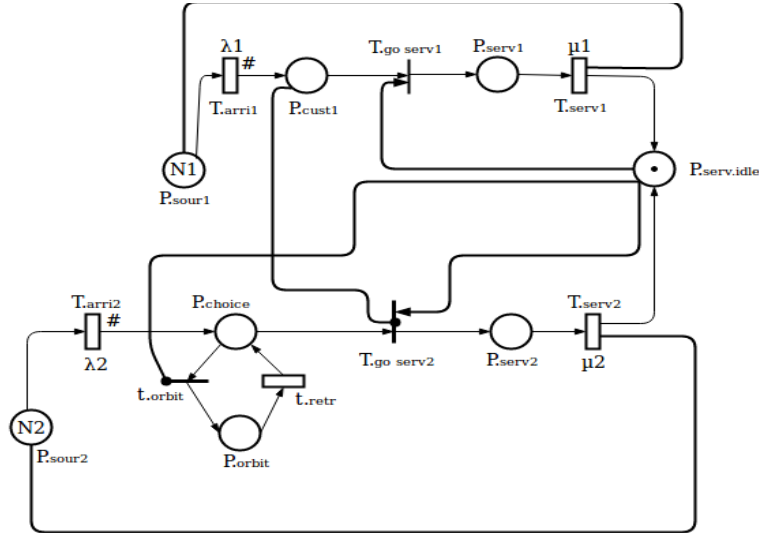 λ1
#
T.go serv1
P.serv1
μ1
T.arri1
P.cust1
T.serv1
N1
P.sour1
P.serv.idle
T.arri2
#
P.choice
T.serv2
λ2
T.go serv2
P.serv2
μ2
t.orbit
t.retr
N2
P.sour2
P.orbit